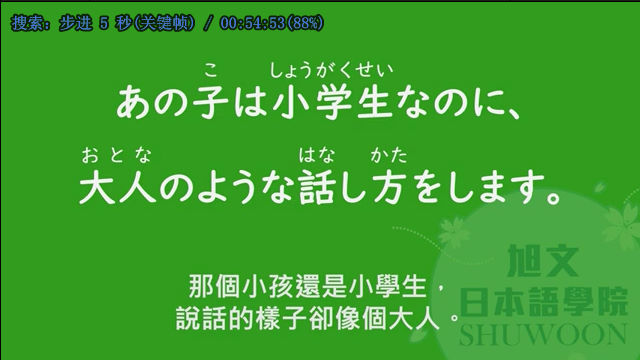 搜索: 步进 5 秒(关键帧) / 00:54:53(88%)
こ しょうがくせい
あの子は小学生なのに、
おとな はな かた
大人のような話し方をします。
那個小孩還是小學生，
說話的樣子卻像個大人。
旭文
日本語學院
SHUWOON